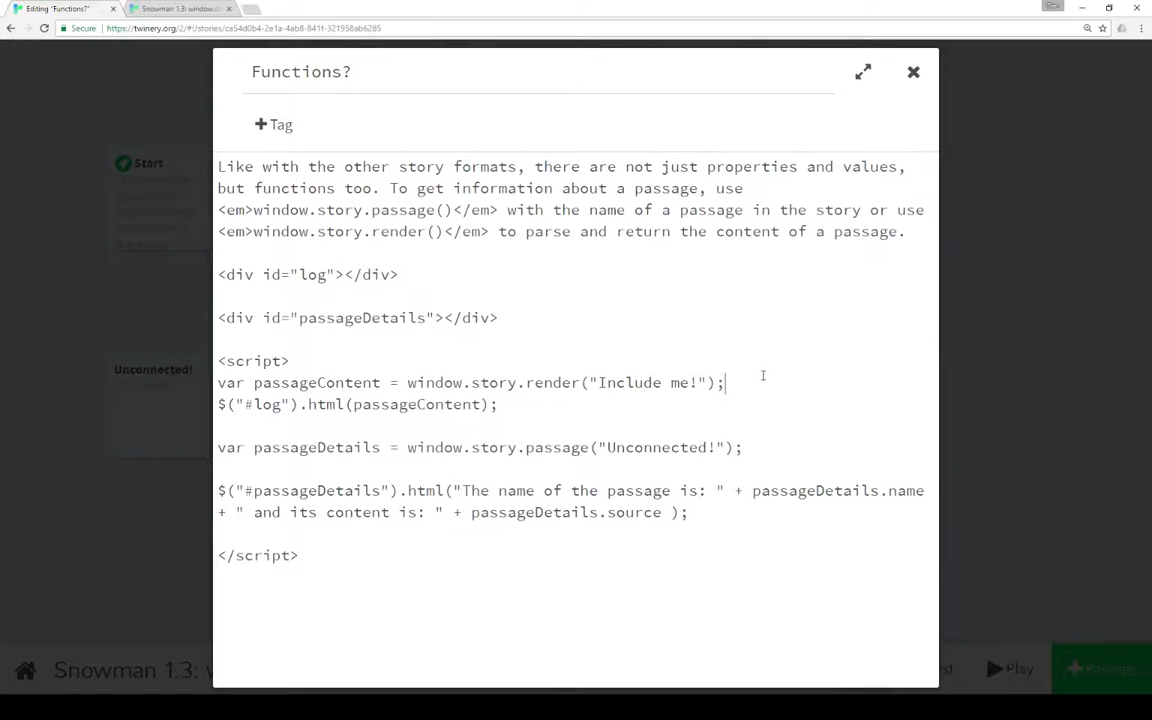 Editing "Functions?"
Snowman 1.3: window.s
Secure
https://twinery.org/2/#!/stories/ca54d0b4-2e1a-4ab8-841f-321958ab6285
Functions?
Tag
Like with the other story formats, there are not just properties and values,
but functions too. To get information about a passage, use
<em>window.story.passage()</em> with the name of a passage in the story or use
<em>window.story.render()</em> to parse and return the content of a passage.
<div id="log"></div>
<div id="passageDetails"></div>
<script>
var passageContent = window.story.render("Include me!");
$("#log").html(passageContent);
var passageDetails = window.story.passage("Unconnected!");
$("#passageDetails").html("The name of the passage is: " + passageDetails.name
+ " and its content is: " + passageDetails.source );
</script>
Start
Unconnected!
Snowman 1.3:
Play
Passage